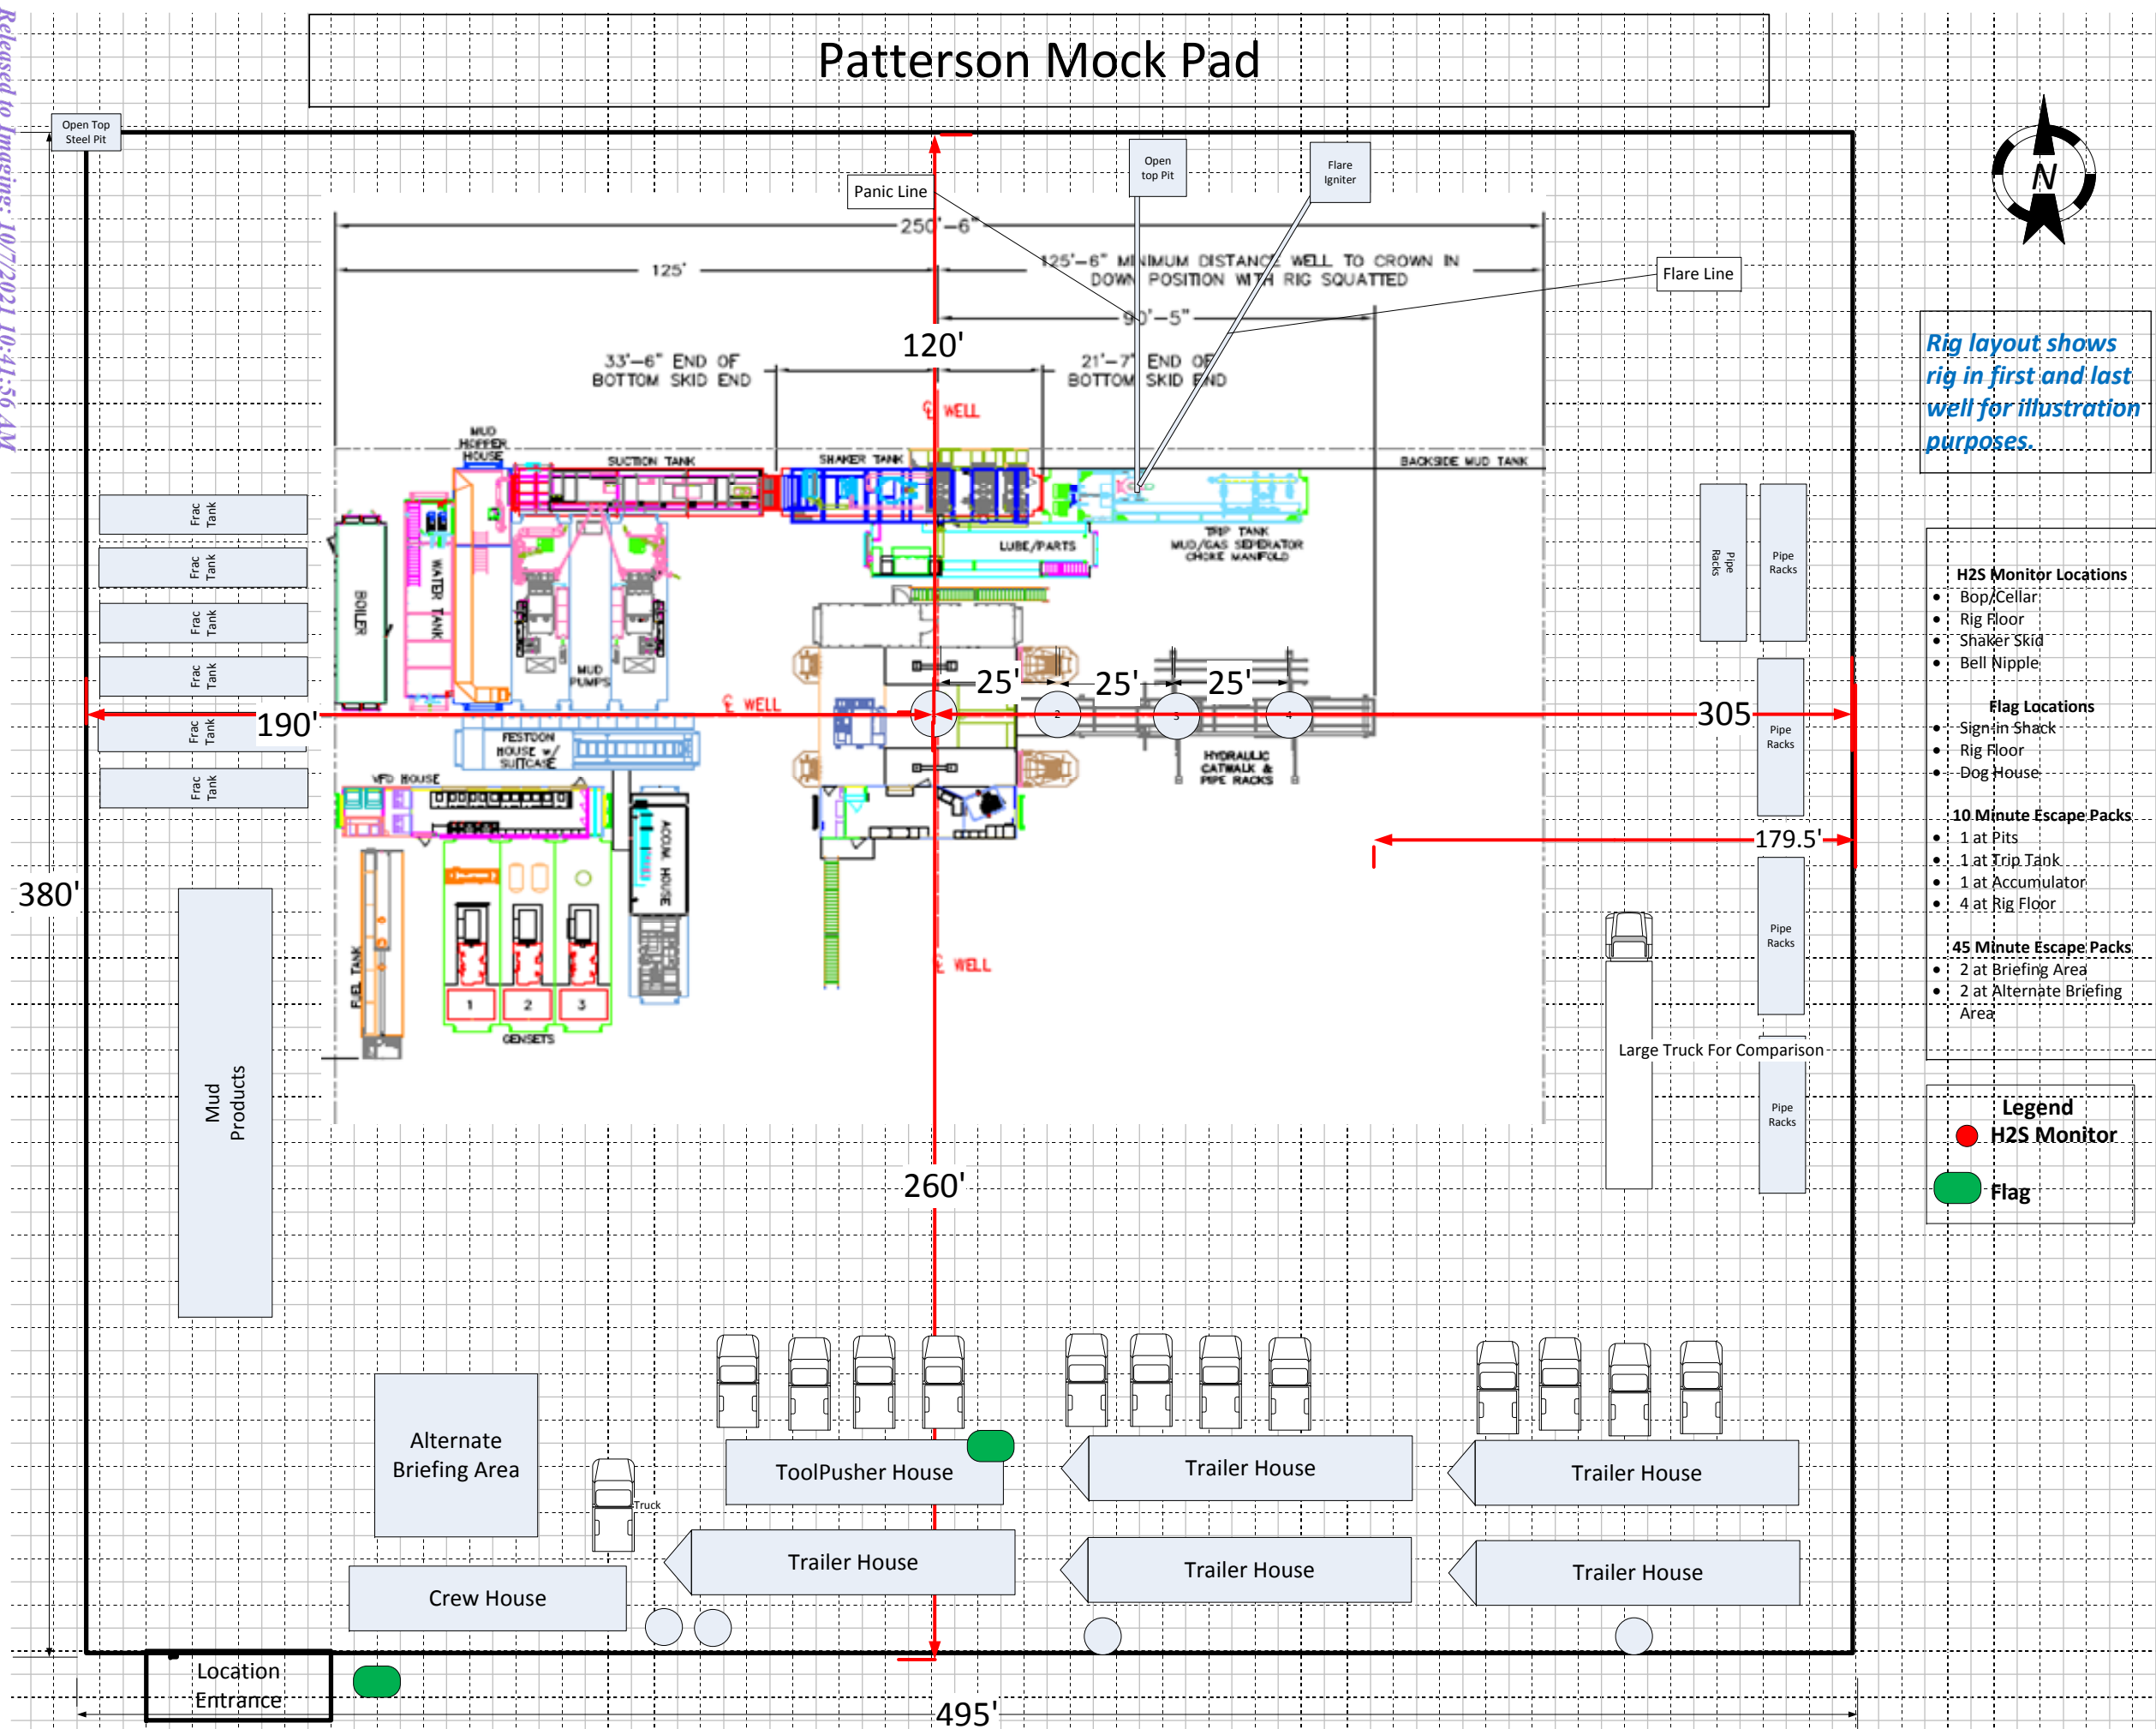 Released to Imaging: 10/7/2021 10:41:56 AM
Patterson Mock Pad
Open Top
Steel Pit
Open
top Pit
Flare
Igniter
Panic Line
N
250'-6"
125'
125'-6" MINIMUM DISTANCE WELL TO CROWN IN
DOWN POSITION WITH RIG SQUATTED
Flare Line
90'-5"
120'
33'-6" END OF
BOTTOM SKID END
21'-7" END OF
BOTTOM SKID END
Rig layout shows
rig in first and last
well for illustration
purposes.
℄ WELL
MUD
HOPPER
HOUSE
SUCTION TANK
SHAKER TANK
BACKSIDE MUD TANK
Frac
Tank
Frac
Tank
Frac
Tank
Frac
Tank
Frac
Tank
Frac
Tank
BOILER
WATER TANK
MUD
PUMPS
LUBE/PARTS
TRIP TANK
MUD/GAS SEPERATOR
CHOKE MANIFOLD
Pipe
Racks
Pipe
Racks
Pipe
Racks
Pipe
Racks
Pipe
Racks
25'
25'
25'
190'
℄ WELL
2
3
4
305
FESTOON
HOUSE w/
SUITCASE
HYDRAULIC
CATWALK &
PIPE RACKS
VFD HOUSE
ACCUM. HOUSE
179.5'
380'
FUEL TANK
1
2
3
GENSETS
℄ WELL
Mud
Products
Large Truck For Comparison
260'
H2S Monitor Locations
• Bop/Cellar
• Rig Floor
• Shaker Skid
• Bell Nipple
Flag Locations
• Sign-in Shack
• Rig Floor
• Dog House
10 Minute Escape Packs
• 1 at Pits
• 1 at Trip Tank
• 1 at Accumulator
• 4 at Rig Floor
45 Minute Escape Packs
• 2 at Briefing Area
• 2 at Alternate Briefing
Area
Legend
H2S Monitor
Flag
Alternate
Briefing Area
Truck
ToolPusher House
Trailer House
Trailer House
Crew House
Trailer House
Trailer House
Trailer House
Location
Entrance
495'